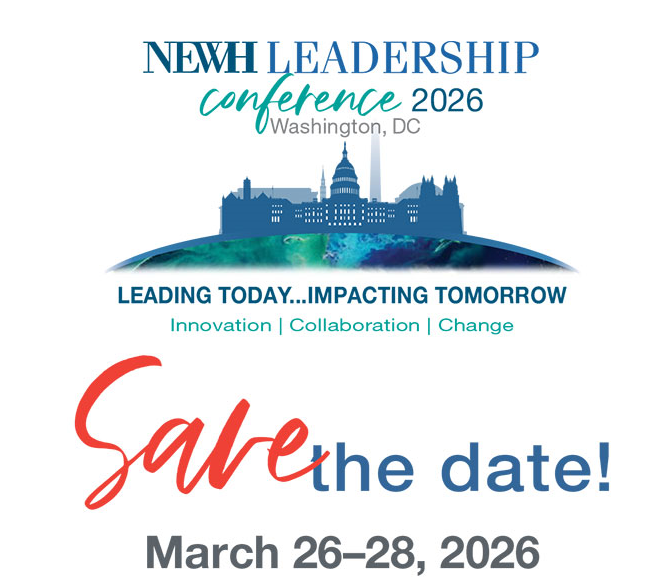 NEWH LEADERSHIP
conference 2026
Washington, DC
LEADING TODAY...IMPACTING TOMORROW
Innovation | Collaboration | Change
Save the date!
March 26–28, 2026